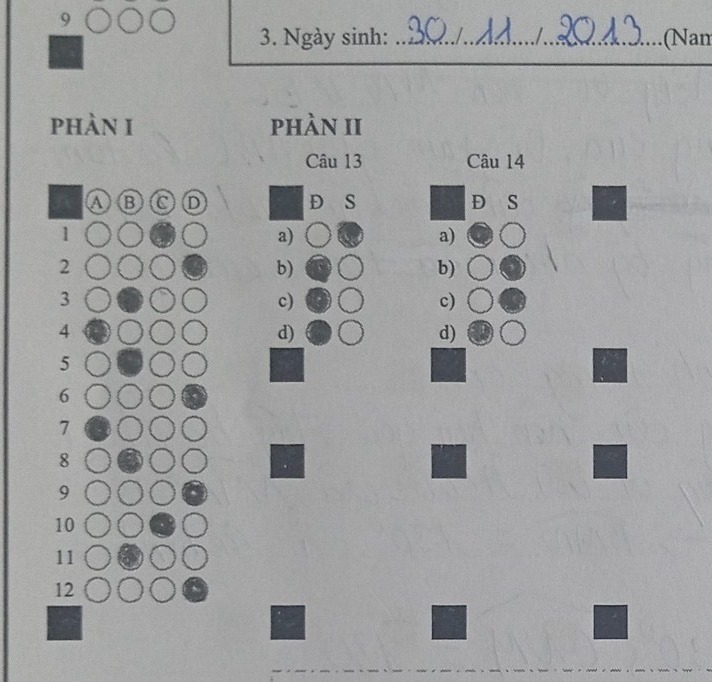 9
3. Ngày sinh: 30/11/2013 (Nam
PHẦN I
PHẦN II
Câu 13
Câu 14
A B C D
Đ S
Đ S
1
a)
a)
2
b)
b)
3
c)
c)
4
d)
d)
5
6
7
8
9
10
11
12